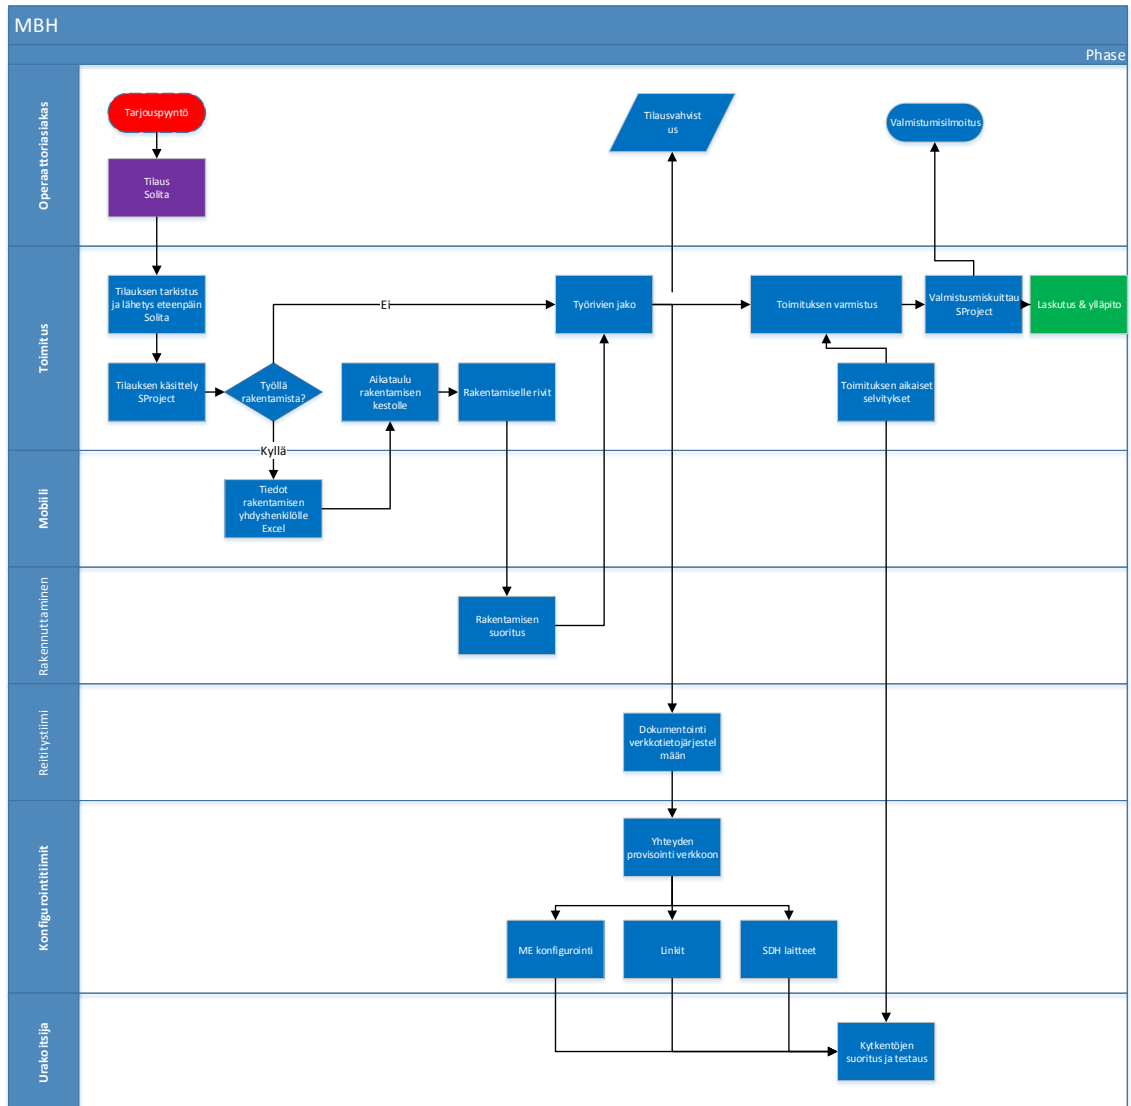 MBH
Phase
Operaattoriasiakas
Tarjouspyyntö
Tilaus
Solita
Tilausvahvist
us
Valmistumisilmoitus
Toimitus
Tilauksen tarkistus
ja lähetys eteenpäin
Solita
Tilauksen käsittely
SProject
Työllä
rakentamista?
Ei
Kyllä
Aikataulu
rakentamisen
kestolle
Rakentamiselle rivit
Työrivien jako
Toimituksen varmistus
Valmistusmiskuittau
SProject
Laskutus & ylläpito
Toimituksen aikaiset
selvitykset
Mobiili
Tiedot
rakentamisen
yhdyshenkilölle
Excel
Rakennuttaminen
Rakentamisen
suoritus
Reititystiimi
Dokumentointi
verkkotietojärjestel
mään
Konfigurointitiimit
Yhteyden
provisointi verkkoon
ME konfigurointi
Linkit
SDH laitteet
Urakoitsija
Kytkentöjen
suoritus ja testaus